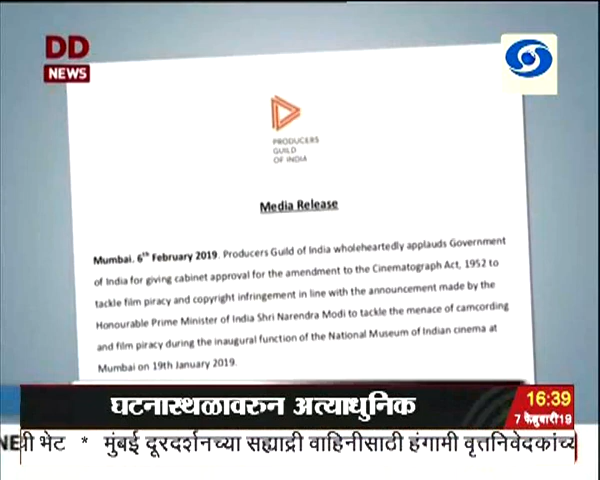 DD
NEWS
PRODUCERS
GUILD
OF INDIA
Media Release
Mumbai. 6th February 2019. Producers Guild of India wholeheartedly applauds Government
of India for giving cabinet approval for the amendment to the Cinematograph Act, 1952 to
tackle film piracy and copyright infringement in line with the announcement made by the
Honourable Prime Minister of India Shri Narendra Modi to tackle the menace of camcording
and film piracy during the inaugural function of the National Museum of Indian cinema at
Mumbai on 19th January 2019.
घटनास्थळावरुन अत्याधुनिक
16:39
7 फेब्रुवारी19
भेट * मुंबई दूरदर्शनच्या सह्याद्री वाहिनीसाठी हंगामी वृत्तनिवेदकांच्य